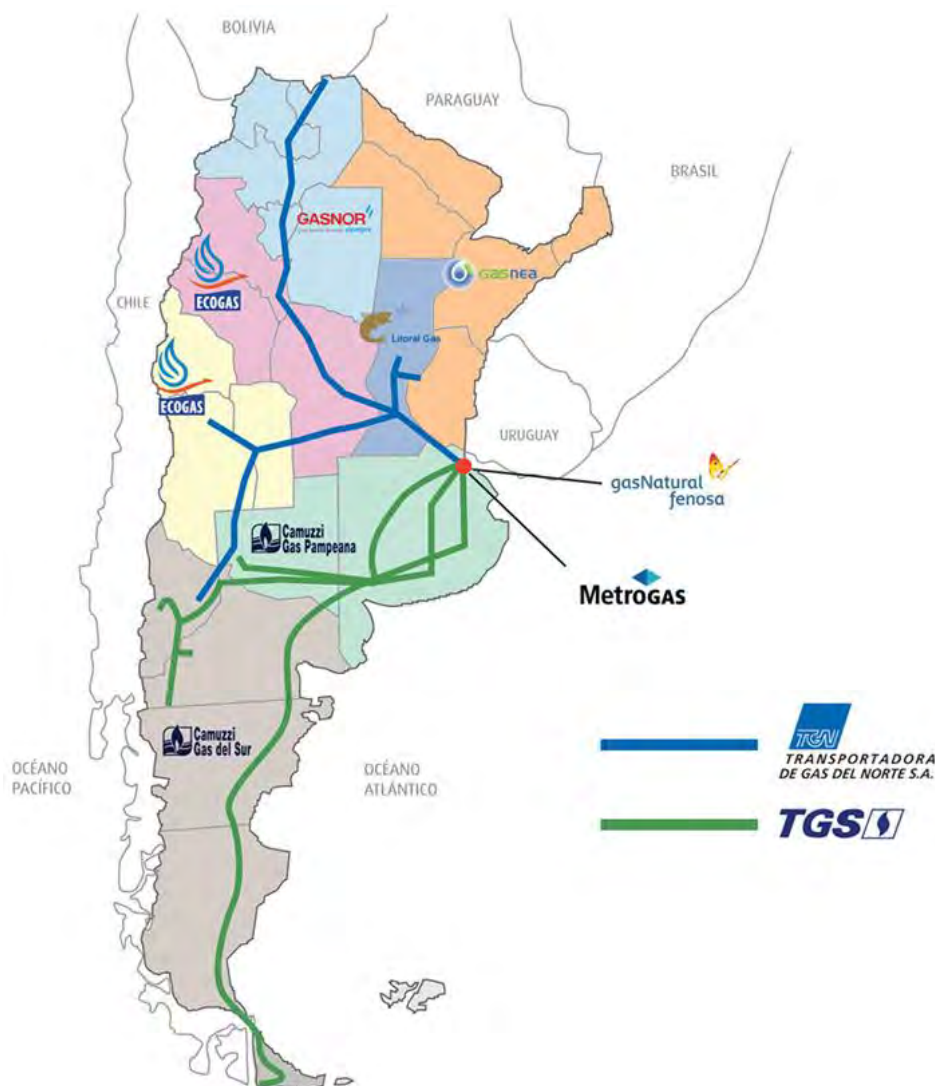 BOLIVIA
PARAGUAY
BRASIL
GASNOR
GASNEA
CHILE
ECOGAS
Litoral Gas
ECOGAS
URUGUAY
gasNatural
fenosa
Camuzzi
Gas Pampeana
MetroGAS
Camuzzi
Gas del Sur
OCÉANO
PACÍFICO
OCÉANO
ATLÁNTICO
TGN
TRANSPORTADORA
DE GAS DEL NORTE S.A.
TGS